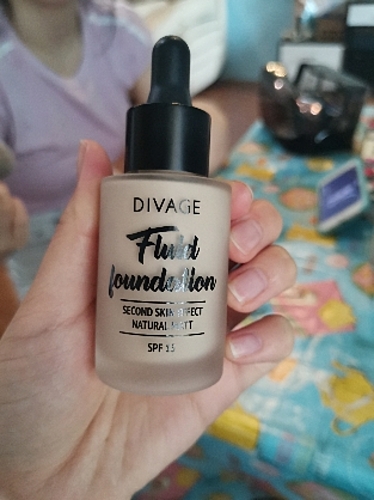 DIVAGE
Fluid
foundation
SECOND SKIN EFFECT
NATURAL MATT
SPF 15